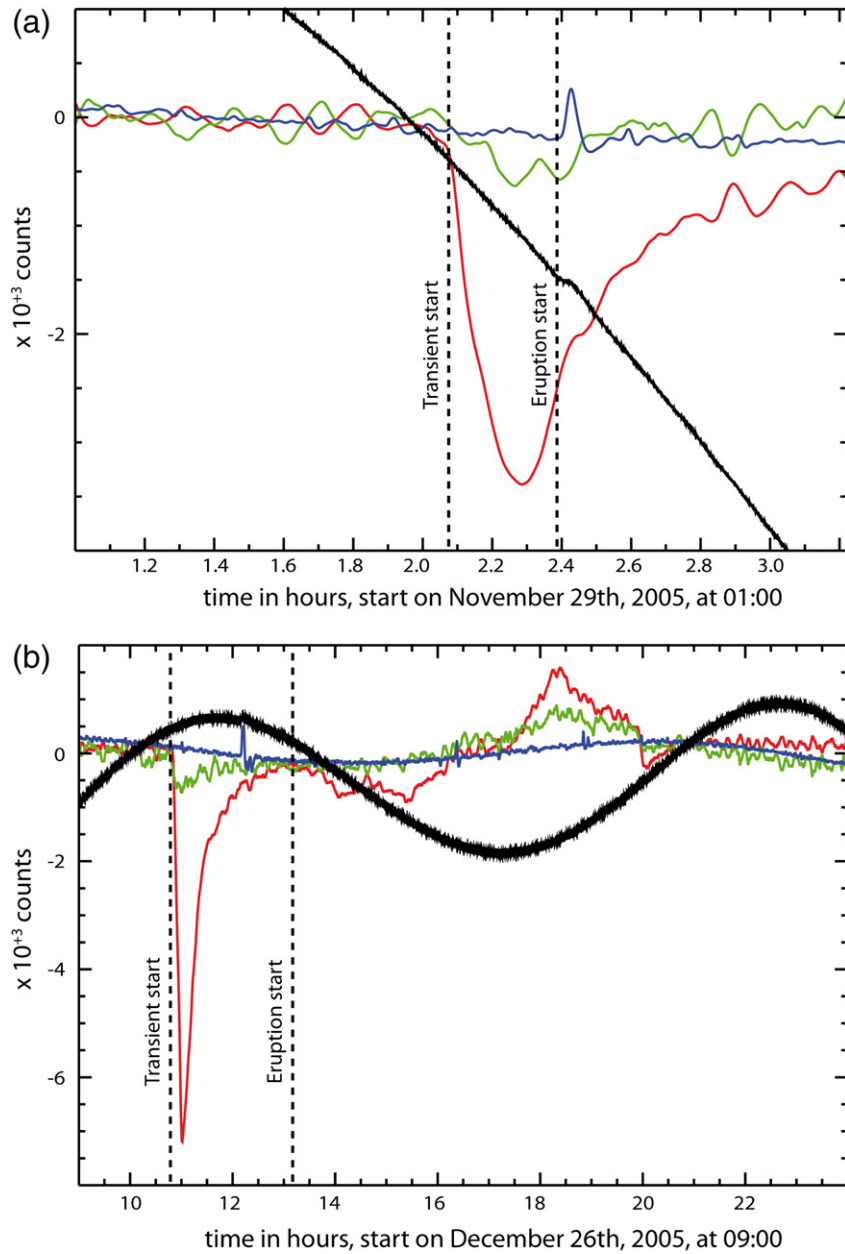 (a)
0
-2
x 10+3 counts
Transient start
Eruption start
1.2 1.4 1.6 1.8 2.0 2.2 2.4 2.6 2.8 3.0
time in hours, start on November 29th, 2005, at 01:00
(b)
0
-2
-4
-6
x 10+3 counts
Transient start
Eruption start
10 12 14 16 18 20 22
time in hours, start on December 26th, 2005, at 09:00